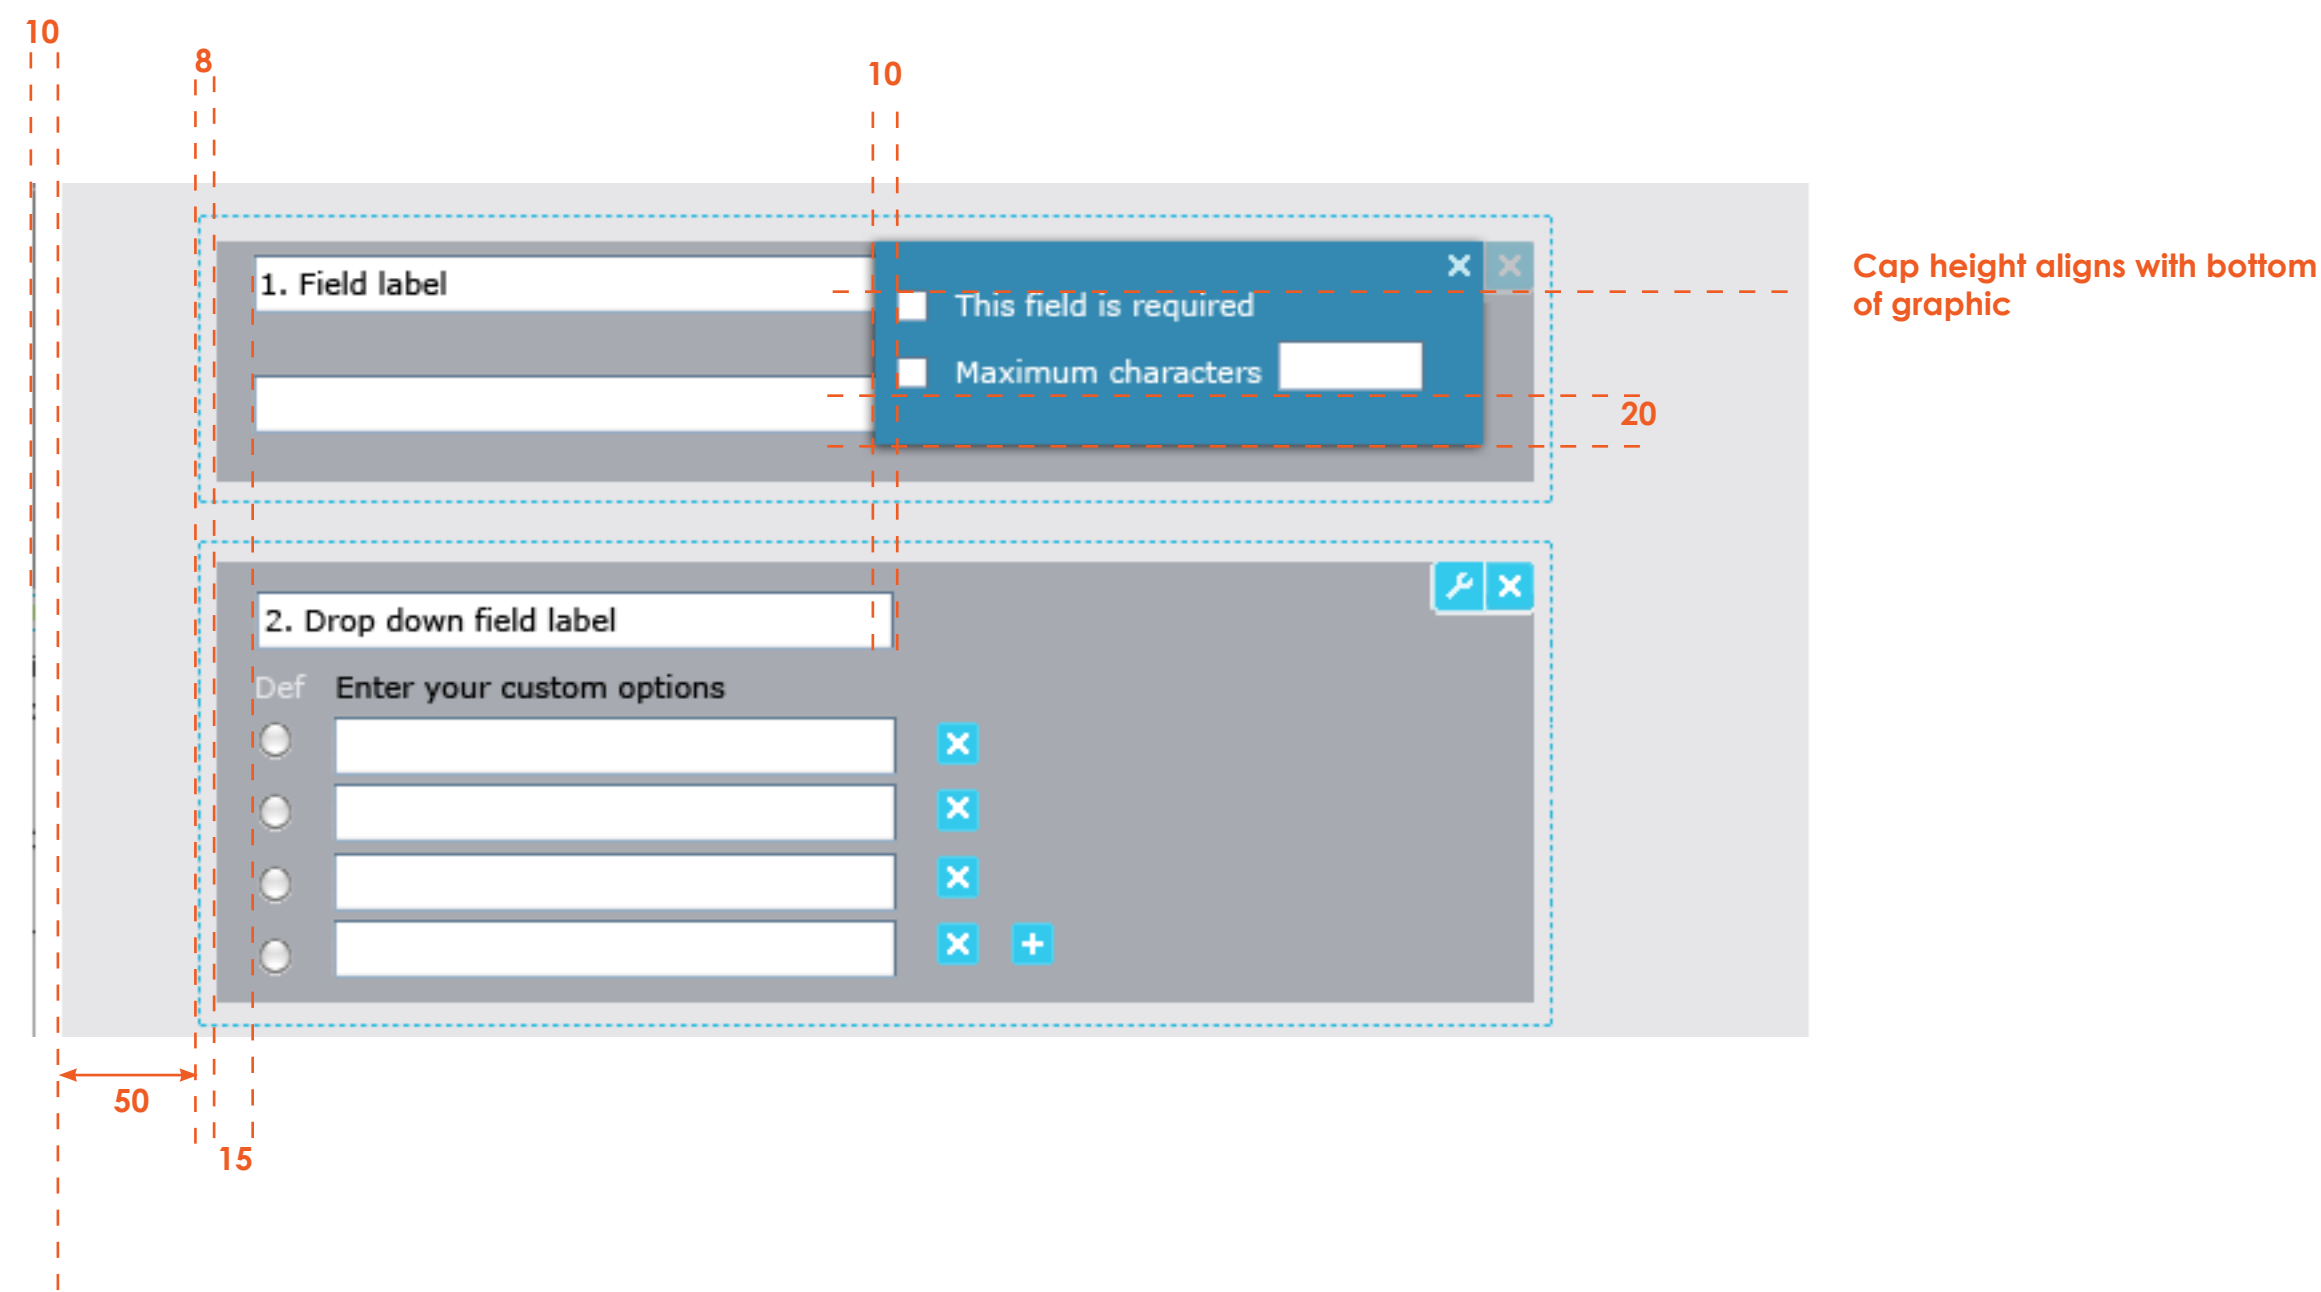 10
8
10
1. Field label
This field is required
Cap height aligns with bottom
of graphic
Maximum characters
20
2. Drop down field label
Def Enter your custom options
50
15